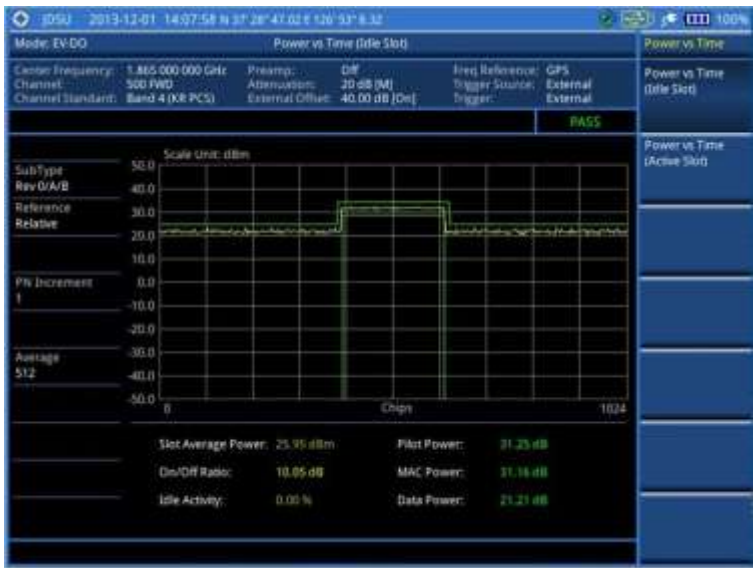 JDSU 2013-12-01 14:07:58 N 37° 28' 47.02 E 126° 53'' 8.32 100%
Mode: EV-DO Power vs Time (Idle Slot) Power vs Time
Center Frequency: 1.865 000 000 GHz Preamp: Off Freq Reference: GPS
Channel: 500 FWD Attenuation: 20 dB [M] Trigger Source: External
Channel Standard: Band 4 (KR PCS) External Offset: 40.00 dB [On] Trigger: External
Power vs Time
(Idle Slot)
PASS
Power vs Time
(Active Slot)
Scale Unit: dBm
SubType
Rev 0/A/B
Reference
Relative
PN Increment
1
Average
512
50.0
40.0
30.0
20.0
10.0
0.0
-10.0
-20.0
-30.0
-40.0
-50.0
0 Chips 1024
Slot Average Power: 25.95 dBm Pilot Power: 31.25 dB
On/Off Ratio: 10.05 dB MAC Power: 31.16 dB
Idle Activity: 0.00 % Data Power: 21.21 dB